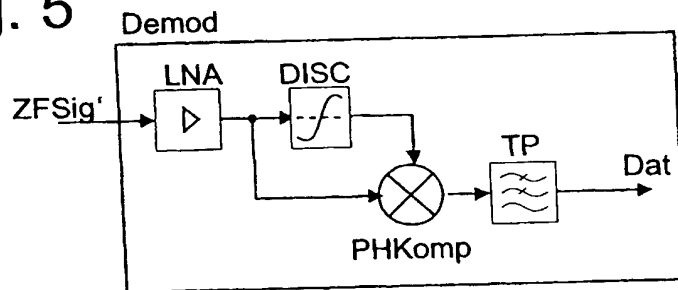 . 5
Demod
LNA
DISC
ZFSig'
TP
Dat
PHKomp